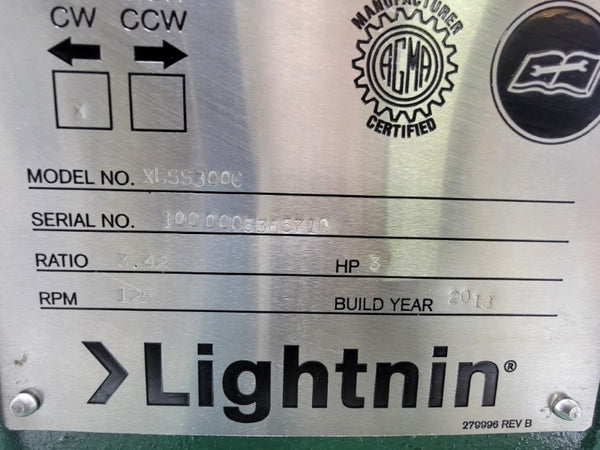 CW CCW
X
MANUFACTURER
AGMA
CERTIFIED
MODEL NO. XLSS300C
SERIAL NO.
RATIO 3.42 HP 3
RPM 125 BUILD YEAR 2018
Lightnin®
279996 REV B